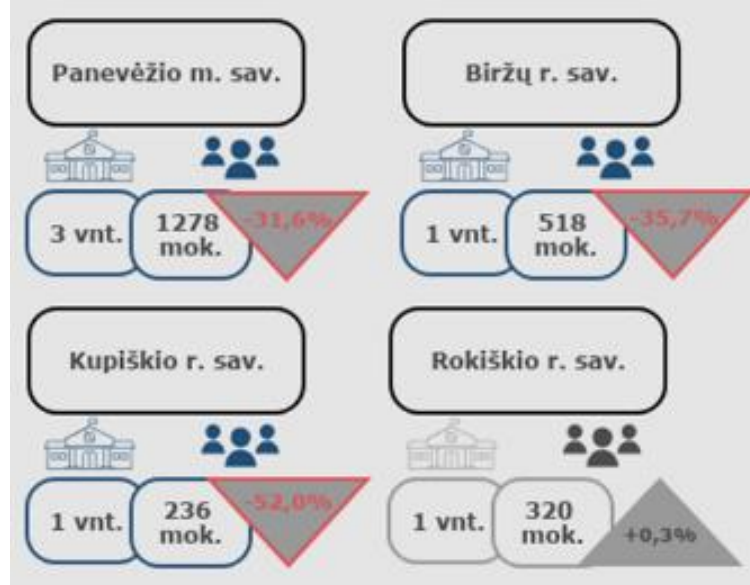 Panevėžio m. sav.
3 vnt.
1278
mok.
-31,6%
Biržų r. sav.
1 vnt.
518
mok.
-35,7%
Kupiškio r. sav.
1 vnt.
236
mok.
-52,0%
Rokiškio r. sav.
1 vnt.
320
mok.
+0,3%